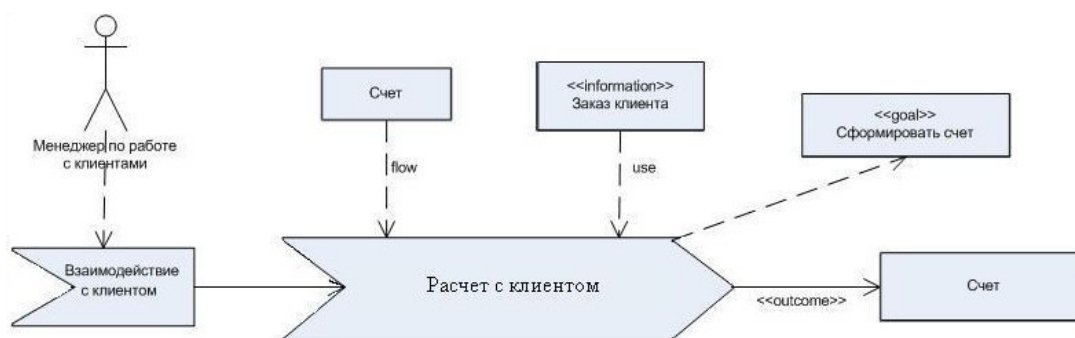 Менеджер по работе
с клиентами
Счет
flow
<<information>>
Заказ клиента
use
<<goal>>
Сформировать счет
Взаимодействие
с клиентом
Расчет с клиентом
<<outcome>>
Счет